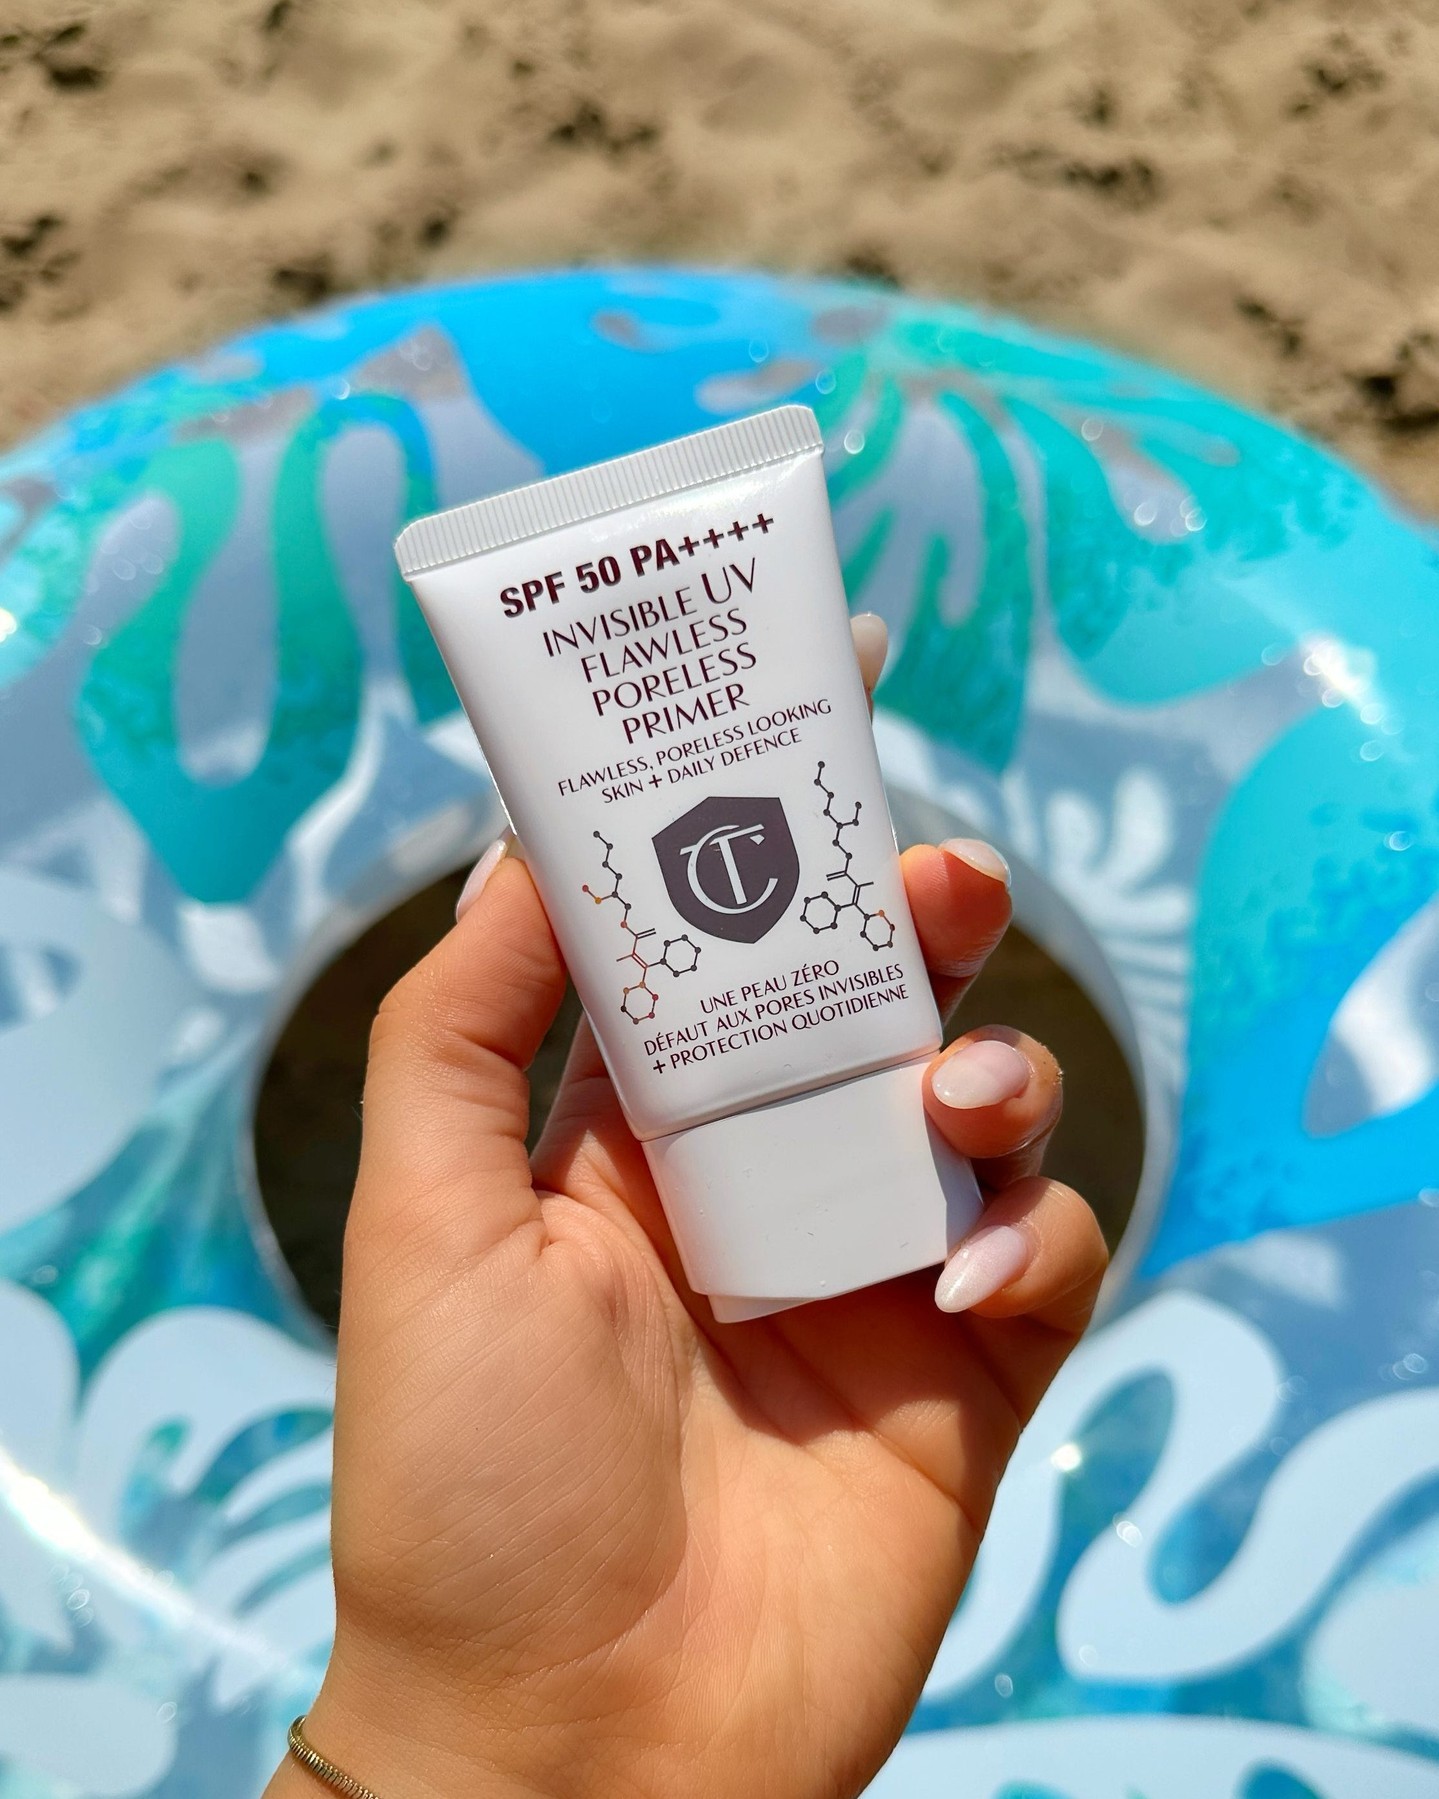 SPF 50 PA++++
INVISIBLE UV
FLAWLESS
PORELESS
PRIMER
FLAWLESS, PORELESS LOOKING
SKIN + DAILY DEFENCE
CT
UNE PEAU ZÉRO
DÉFAUT AUX PORES INVISIBLES
+ PROTECTION QUOTIDIENNE